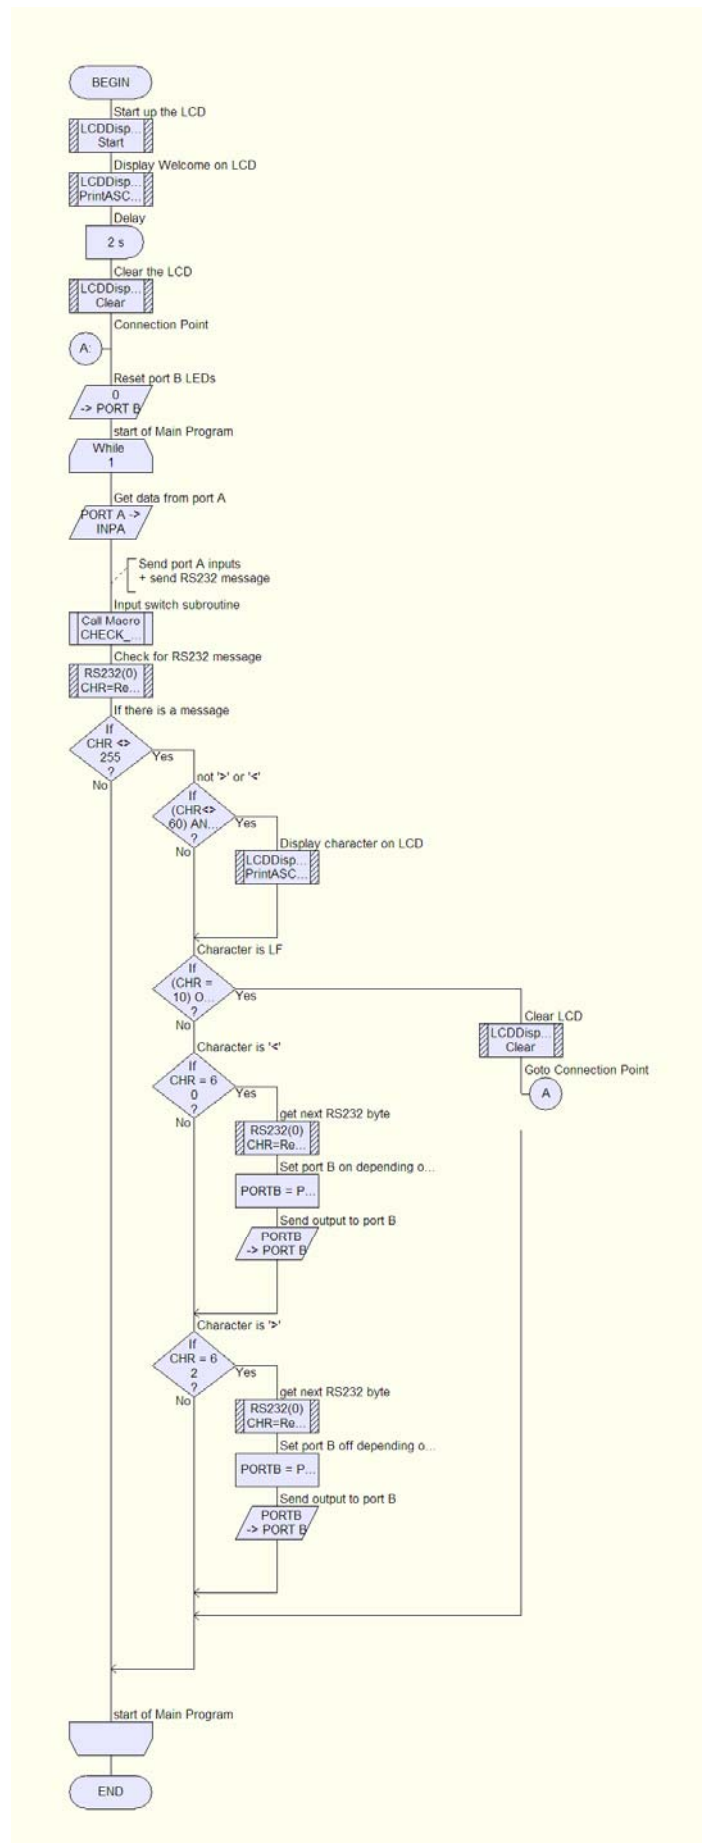 BEGIN
Start up the LCD
LCDDisp...
Start
Display Welcome on LCD
LCDDisp...
PrintASC...
Delay
2 s
Clear the LCD
LCDDisp...
Clear
Connection Point
A:
Reset port B LEDs
0
-> PORT B
start of Main Program
While
1
Get data from port A
PORT A ->
INPA
Send port A inputs
+ send RS232 message
Input switch subroutine
Call Macro
CHECK_...
Check for RS232 message
RS232(0)
CHR=Re...
If there is a message
If
CHR <>
255
?
Yes
No
not '>' or '<'
If
(CHR<>
60) AN...
?
Yes
No
Display character on LCD
LCDDisp...
PrintASC...
Character is LF
If
(CHR =
10) O...
?
Yes
No
Clear LCD
LCDDisp...
Clear
Goto Connection Point
A
Character is '<'
If
CHR = 6
0
?
Yes
No
get next RS232 byte
RS232(0)
CHR=Re...
Set port B on depending o...
PORTB = P...
Send output to port B
PORTB
-> PORT B
Character is '>'
If
CHR = 6
2
?
Yes
No
get next RS232 byte
RS232(0)
CHR=Re...
Set port B off depending o...
PORTB = P...
Send output to port B
PORTB
-> PORT B
start of Main Program
END